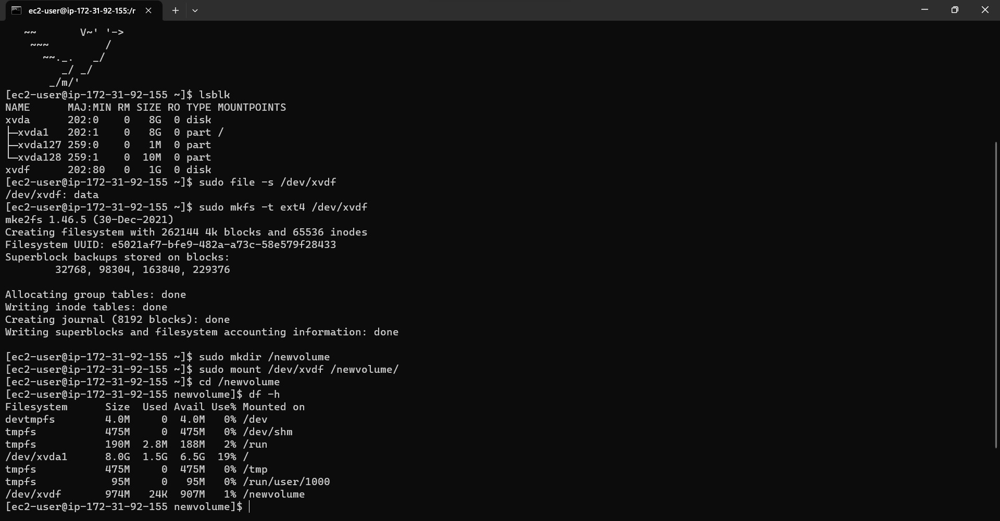 ec2-user@ip-172-31-92-155:/r
   ~~       V~' '->
    ~~~         /
      ~~._.   _/
         _/ _/
       _/m/'
[ec2-user@ip-172-31-92-155 ~]$ lsblk
NAME      MAJ:MIN RM SIZE RO TYPE MOUNTPOINTS
xvda      202:0    0   8G  0 disk
├─xvda1   202:1    0   8G  0 part /
├─xvda127 259:0    0   1M  0 part
└─xvda128 259:1    0  10M  0 part
xvdf      202:80   0   1G  0 disk
[ec2-user@ip-172-31-92-155 ~]$ sudo file -s /dev/xvdf
/dev/xvdf: data
[ec2-user@ip-172-31-92-155 ~]$ sudo mkfs -t ext4 /dev/xvdf
mke2fs 1.46.5 (30-Dec-2021)
Creating filesystem with 262144 4k blocks and 65536 inodes
Filesystem UUID: e5021af7-bfe9-482a-a73c-58e579f28433
Superblock backups stored on blocks:
        32768, 98304, 163840, 229376

Allocating group tables: done
Writing inode tables: done
Creating journal (8192 blocks): done
Writing superblocks and filesystem accounting information: done

[ec2-user@ip-172-31-92-155 ~]$ sudo mkdir /newvolume
[ec2-user@ip-172-31-92-155 ~]$ sudo mount /dev/xvdf /newvolume/
[ec2-user@ip-172-31-92-155 ~]$ cd /newvolume
[ec2-user@ip-172-31-92-155 newvolume]$ df -h
Filesystem      Size  Used Avail Use% Mounted on
devtmpfs        4.0M     0  4.0M   0% /dev
tmpfs           475M     0  475M   0% /dev/shm
tmpfs           190M  2.8M  188M   2% /run
/dev/xvda1      8.0G  1.5G  6.5G  19% /
tmpfs           475M     0  475M   0% /tmp
tmpfs            95M     0   95M   0% /run/user/1000
/dev/xvdf       974M   24K  907M   1% /newvolume
[ec2-user@ip-172-31-92-155 newvolume]$